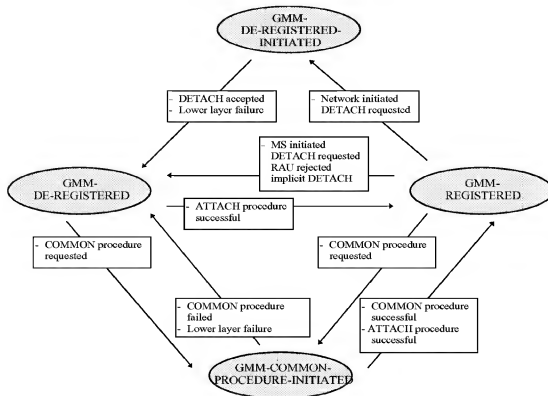 GMM-
DE-REGISTERED-
INITIATED
- DETACH accepted
- Lower layer failure
- Network initiated
DETACH requested
- MS initiated
DETACH requested
RAU rejected
implicit DETACH
GMM-
DE-REGISTERED
GMM-
REGISTERED
- ATTACH procedure
successful
- COMMON procedure
requested
- COMMON procedure
requested
- COMMON procedure
failed
- Lower layer failure
- COMMON procedure
successful
- ATTACH procedure
successful
GMM-COMMON-
PROCEDURE-INITIATED